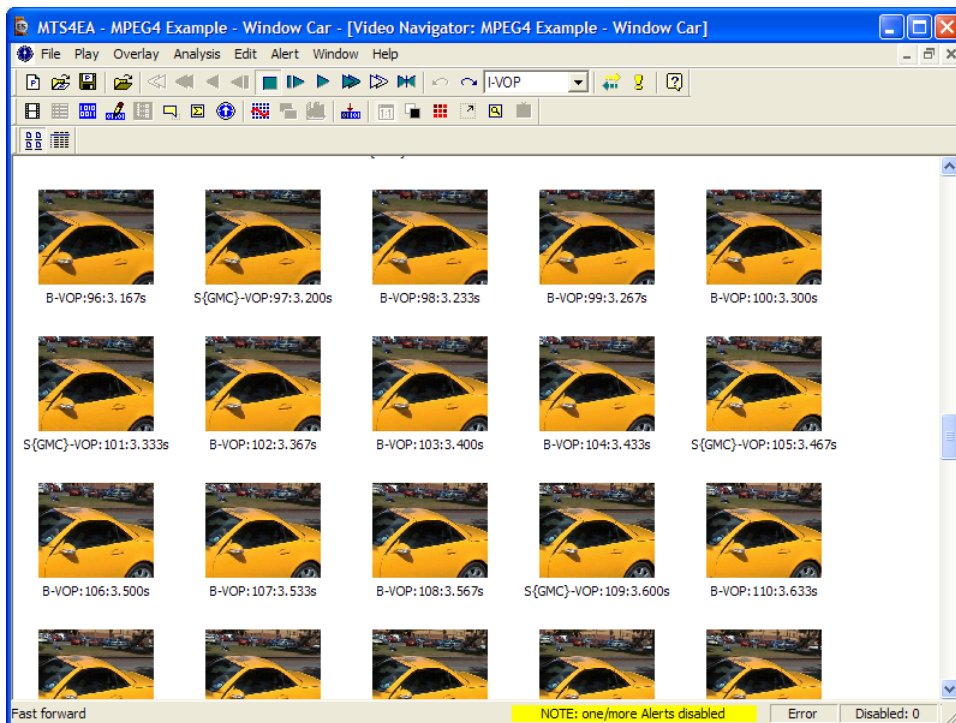 MTS4EA - MPEG4 Example - Window Car - [Video Navigator: MPEG4 Example - Window Car]
File Play Overlay Analysis Edit Alert Window Help
I-VOP
B-VOP:96:3.167s
S{GMC}-VOP:97:3.200s
B-VOP:98:3.233s
B-VOP:99:3.267s
B-VOP:100:3.300s
S{GMC}-VOP:101:3.333s
B-VOP:102:3.367s
B-VOP:103:3.400s
B-VOP:104:3.433s
S{GMC}-VOP:105:3.467s
B-VOP:106:3.500s
B-VOP:107:3.533s
B-VOP:108:3.567s
S{GMC}-VOP:109:3.600s
B-VOP:110:3.633s
Fast forward
NOTE: one/more Alerts disabled
Error
Disabled: 0